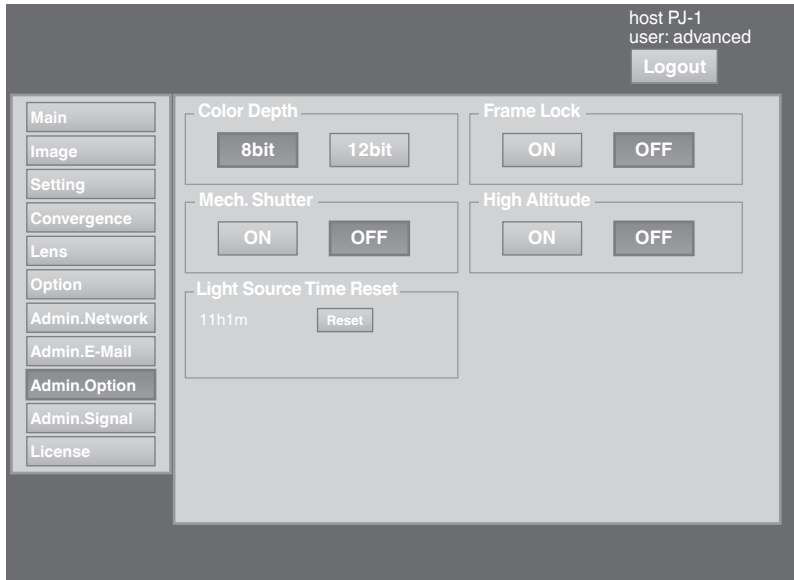 host PJ-1
user: advanced
Logout
Main
Image
Setting
Convergence
Lens
Option
Admin.Network
Admin.E-Mail
Admin.Option
Admin.Signal
License
Color Depth
8bit 12bit
Frame Lock
ON OFF
Mech. Shutter
ON OFF
High Altitude
ON OFF
Light Source Time Reset
11h1m Reset